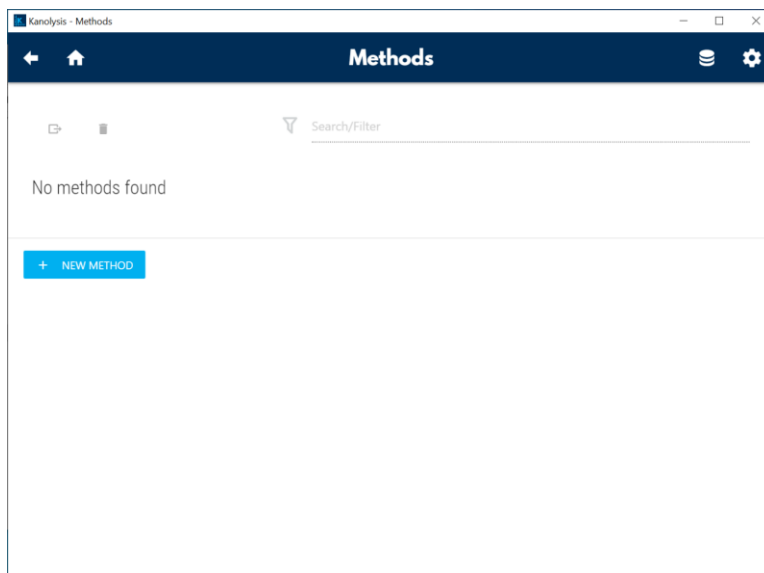 Kanolysis - Methods
Methods
Search/Filter
No methods found
+ NEW METHOD